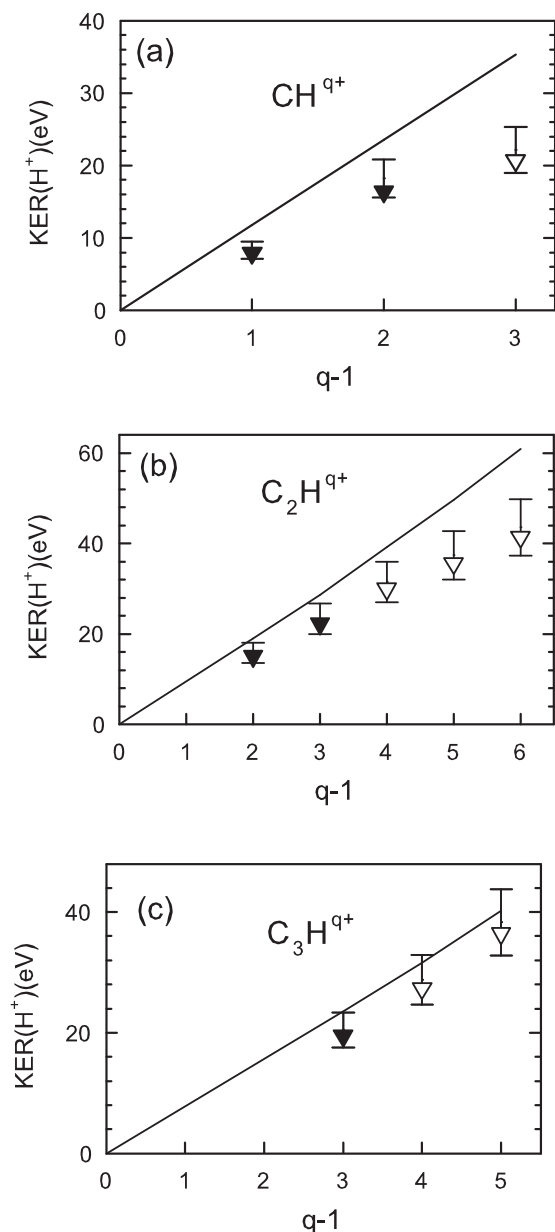 (a)
CH^{q+}
KER(H^+)(eV)
40
30
20
10
0
0 1 2 3
q-1
(b)
C_2H^{q+}
KER(H^+)(eV)
60
40
20
0
0 1 2 3 4 5 6
q-1
(c)
C_3H^{q+}
KER(H^+)(eV)
40
20
0
0 1 2 3 4 5
q-1